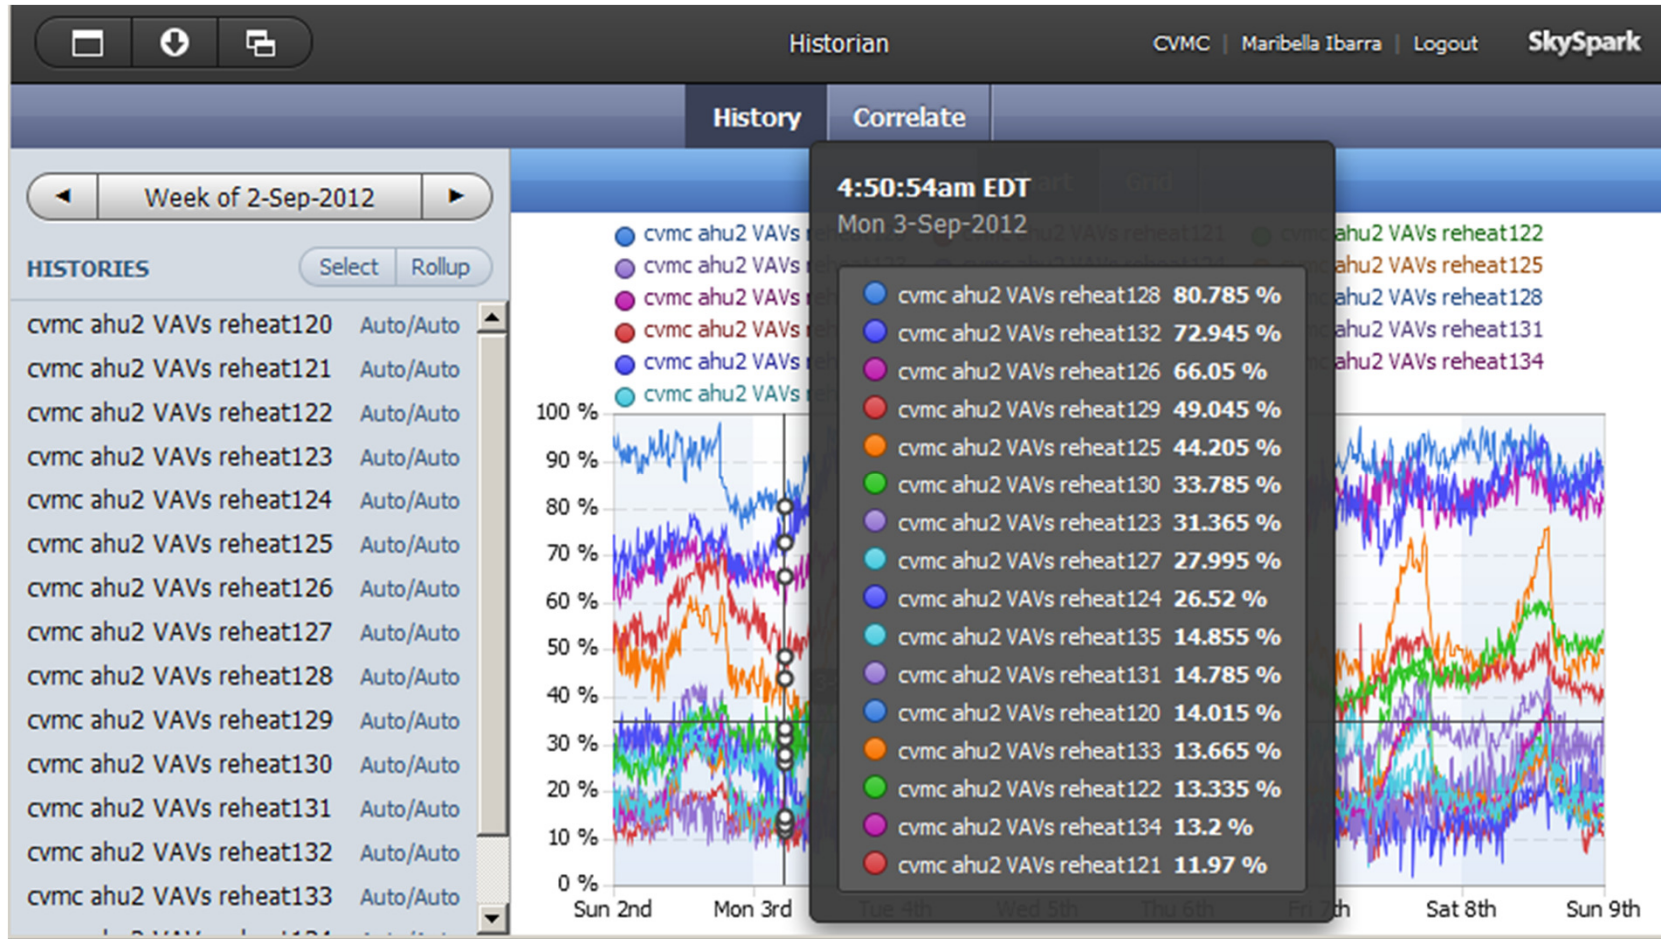 Historian
CVMC | Maribella Ibarra | Logout
SkySpark
History
Correlate
Week of 2-Sep-2012
HISTORIES
Select
Rollup
cvmc ahu2 VAVs reheat120 Auto/Auto
cvmc ahu2 VAVs reheat121 Auto/Auto
cvmc ahu2 VAVs reheat122 Auto/Auto
cvmc ahu2 VAVs reheat123 Auto/Auto
cvmc ahu2 VAVs reheat124 Auto/Auto
cvmc ahu2 VAVs reheat125 Auto/Auto
cvmc ahu2 VAVs reheat126 Auto/Auto
cvmc ahu2 VAVs reheat127 Auto/Auto
cvmc ahu2 VAVs reheat128 Auto/Auto
cvmc ahu2 VAVs reheat129 Auto/Auto
cvmc ahu2 VAVs reheat130 Auto/Auto
cvmc ahu2 VAVs reheat131 Auto/Auto
cvmc ahu2 VAVs reheat132 Auto/Auto
cvmc ahu2 VAVs reheat133 Auto/Auto
Grid
cvmc ahu2 VAVs
cvmc ahu2 VAVs
cvmc ahu2 VAVs
cvmc ahu2 VAVs
cvmc ahu2 VAVs
cvmc ahu2 VAVs
VAVs reheat121
cvmc ahu2 VAVs reheat122
ahu2 VAVs reheat125
ahu2 VAVs reheat128
ahu2 VAVs reheat131
ahu2 VAVs reheat134
4:50:54am EDT
Mon 3-Sep-2012
cvmc ahu2 VAVs reheat128 80.785 %
cvmc ahu2 VAVs reheat132 72.945 %
cvmc ahu2 VAVs reheat126 66.05 %
cvmc ahu2 VAVs reheat129 49.045 %
cvmc ahu2 VAVs reheat125 44.205 %
cvmc ahu2 VAVs reheat130 33.785 %
cvmc ahu2 VAVs reheat123 31.365 %
cvmc ahu2 VAVs reheat127 27.995 %
cvmc ahu2 VAVs reheat124 26.52 %
cvmc ahu2 VAVs reheat135 14.855 %
cvmc ahu2 VAVs reheat131 14.785 %
cvmc ahu2 VAVs reheat120 14.015 %
cvmc ahu2 VAVs reheat133 13.665 %
cvmc ahu2 VAVs reheat122 13.335 %
cvmc ahu2 VAVs reheat134 13.2 %
cvmc ahu2 VAVs reheat121 11.97 %
100 %
90 %
80 %
70 %
60 %
50 %
40 %
30 %
20 %
10 %
0 %
Sun 2nd
Mon 3rd
Tue 4th
Wed 5th
Thu 6th
Fri 7th
Sat 8th
Sun 9th